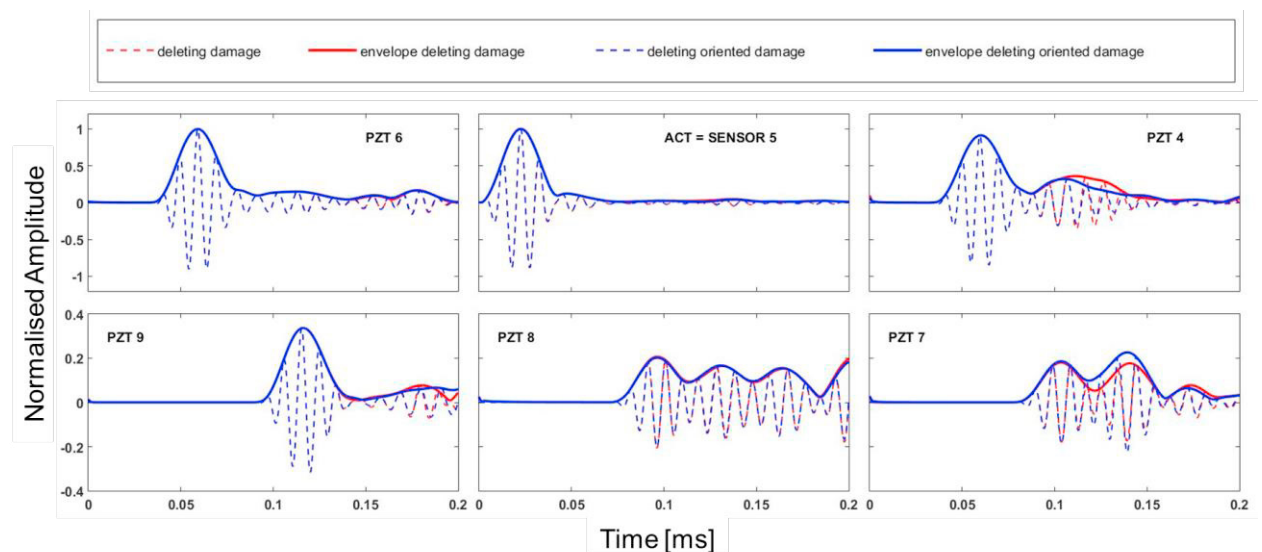 deleting damage envelope deleting damage deleting oriented damage envelope deleting oriented damage
Normalised Amplitude
1
0.5
0
-0.5
-1
PZT 6
ACT = SENSOR 5
PZT 4
0.4
0.2
0
-0.2
-0.4
PZT 9
PZT 8
PZT 7
0 0.05 0.1 0.15 0.2
0 0.05 0.1 0.15 0.2
0 0.05 0.1 0.15 0.2
Time [ms]